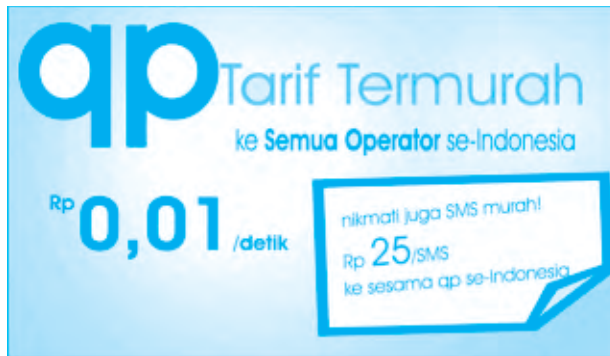 qp Tarif Termurah
ke Semua Operator se-Indonesia
Rp 0,01 /detik
nikmati juga SMS murah!
Rp 25/SMS
ke sesama qp se-Indonesia